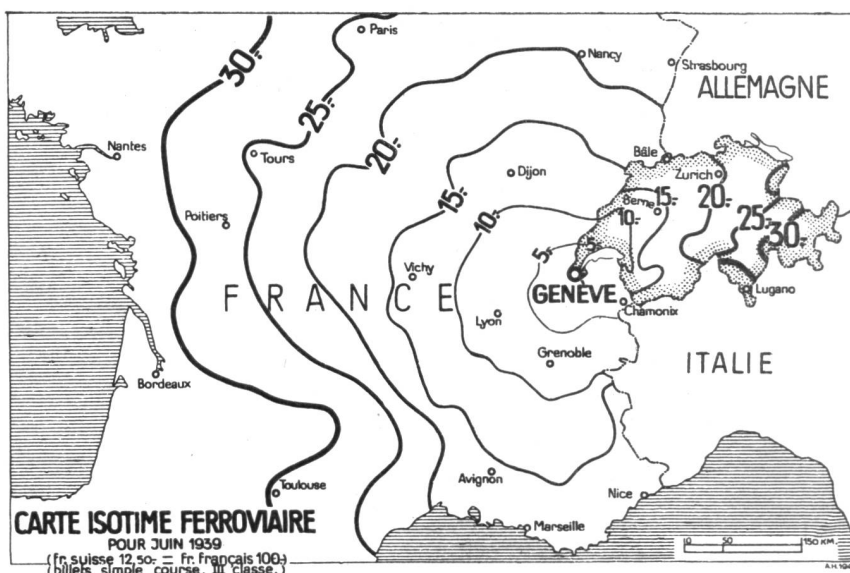 Paris
30.-
Nancy
Strasbourg
ALLEMAGNE
25.-
20.-
Nantes
Tours
Dijon
Bâle
Zurich
15.-
20.-
Berne
15.-
10.-
10.-
25.-
30.-
Poitiers
5.-
5.-
Vichy
GENÈVE
Lugano
FRANCE
Chamonix
Lyon
Grenoble
ITALIE
Bordeaux
Avignon
Toulouse
Nice
Marseille
CARTE ISOTIME FERROVIAIRE
POUR JUIN 1939
(fr. suisse 12,50.- = fr. français 100.-)
(billets simple course, III classe.)
0 50 150 KM.